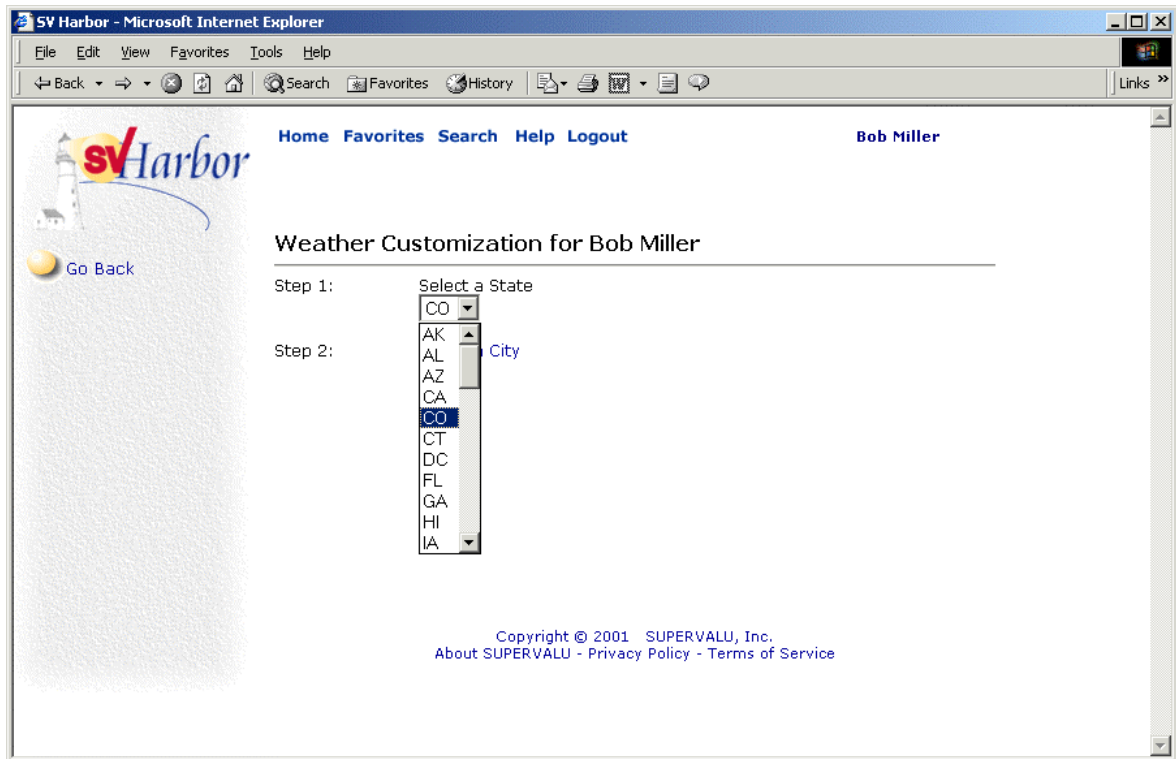 SV Harbor - Microsoft Internet Explorer
File Edit View Favorites Tools Help
Back Search Favorites History Links »
SV Harbor
Home Favorites Search Help Logout Bob Miller
Weather Customization for Bob Miller
Go Back
Step 1: Select a State
CO
AK
Step 2: City
AL
AZ
CA
CO
CT
DC
FL
GA
HI
IA
Copyright © 2001 SUPERVALU, Inc.
About SUPERVALU - Privacy Policy - Terms of Service